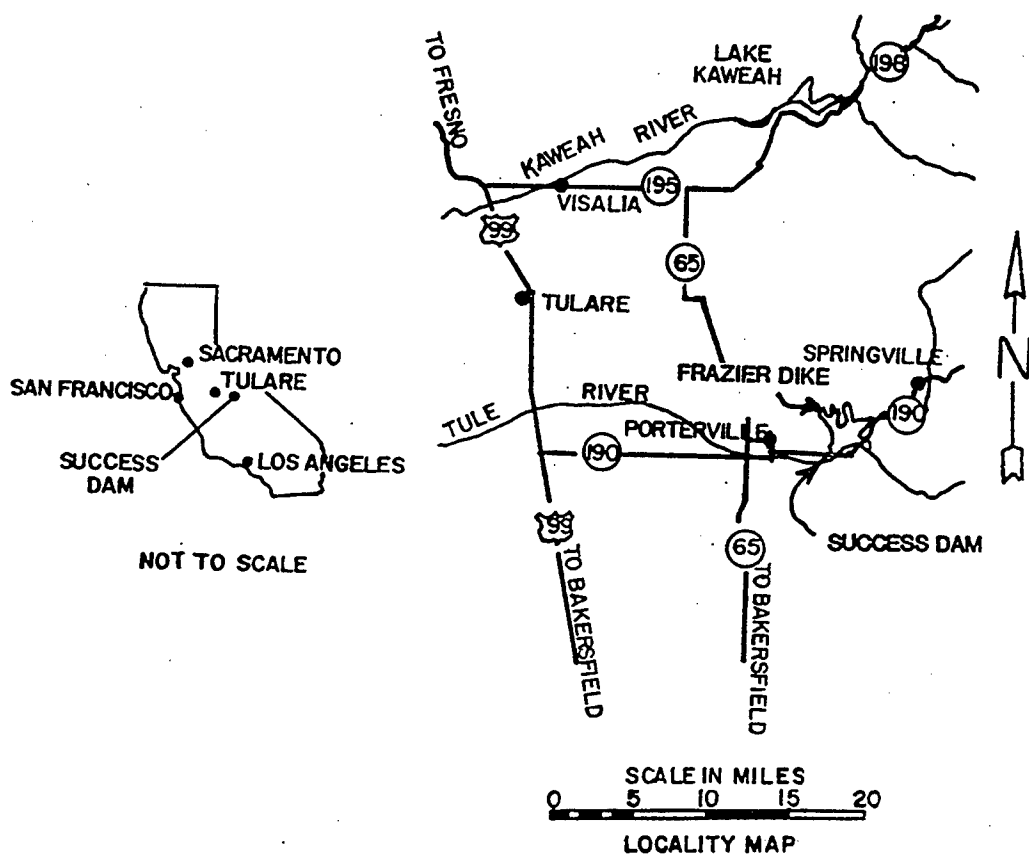 TO FRESNO
LAKE
KAWEAH
198
KAWEAH RIVER
VISALIA
195
99
65
TULARE
SACRAMENTO
SAN FRANCISCO
TULARE
SUCCESS
DAM
LOS ANGELES
NOT TO SCALE
FRAZIER DIKE
SPRINGVILLE
N
TULE RIVER
PORTERVILLE
190
190
99
TO BAKERSFIELD
65
TO BAKERSFIELD
SUCCESS DAM
SCALE IN MILES
0 5 10 15 20
LOCALITY MAP